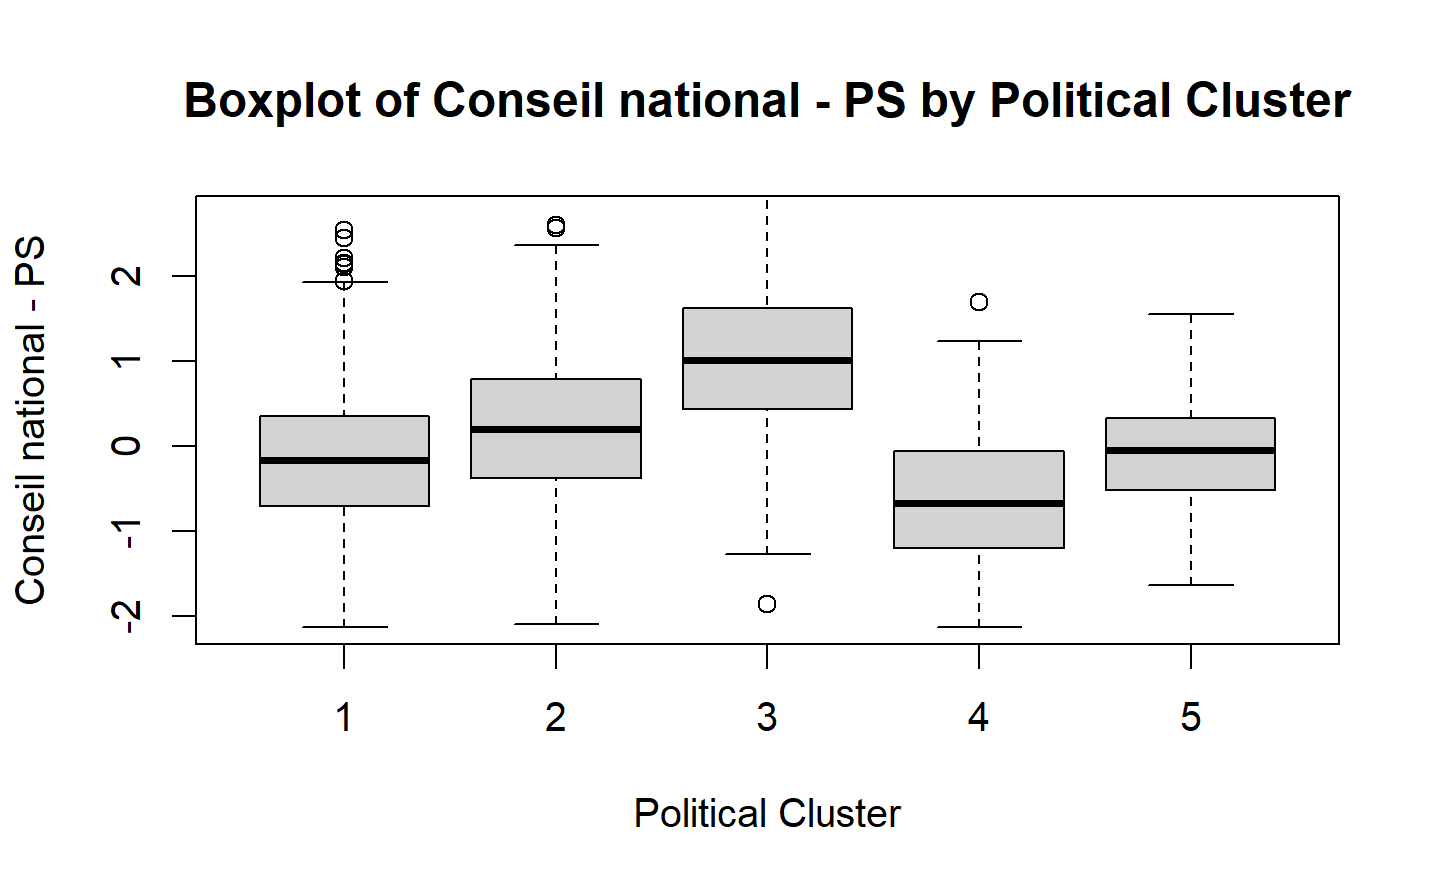 Boxplot of Conseil national - PS by Political Cluster
Conseil national - PS
2
1
0
-1
-2
1 2 3 4 5
Political Cluster